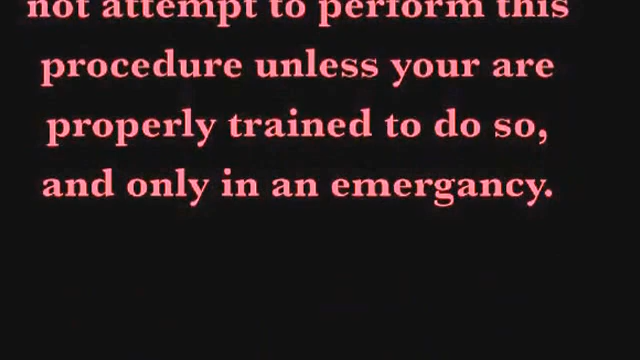 not attempt to perform this
procedure unless your are
properly trained to do so,
and only in an emergancy.